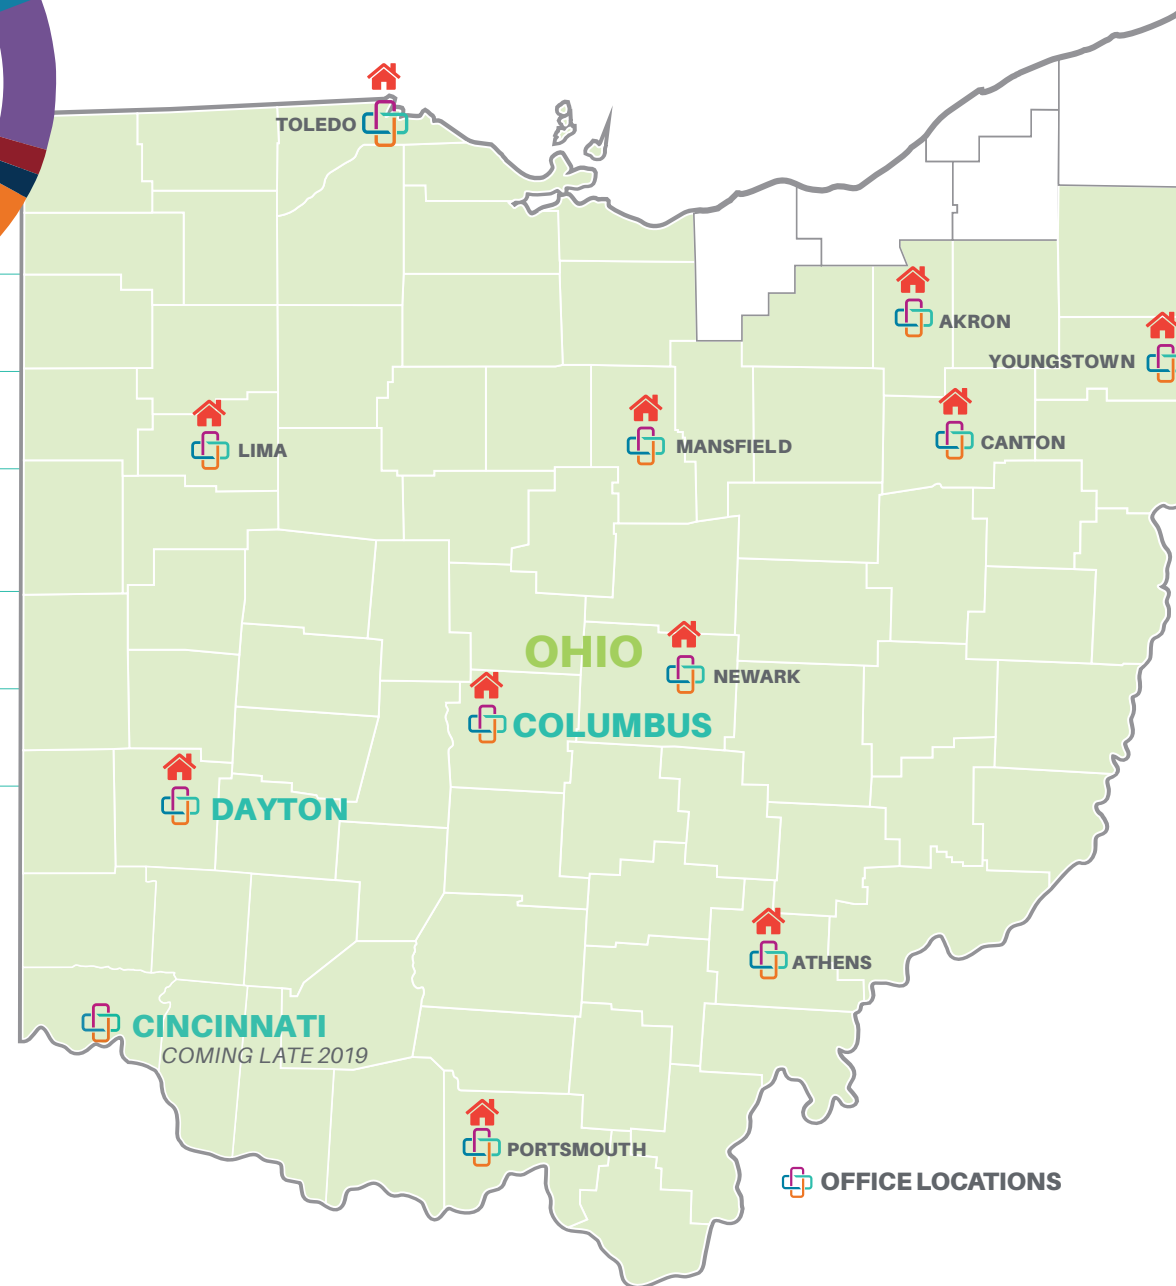 TOLEDO
AKRON
YOUNGSTOWN
LIMA
MANSFIELD
CANTON
OHIO
NEWARK
COLUMBUS
DAYTON
ATHENS
CINCINNATI
COMING LATE 2019
PORTSMOUTH
OFFICE LOCATIONS